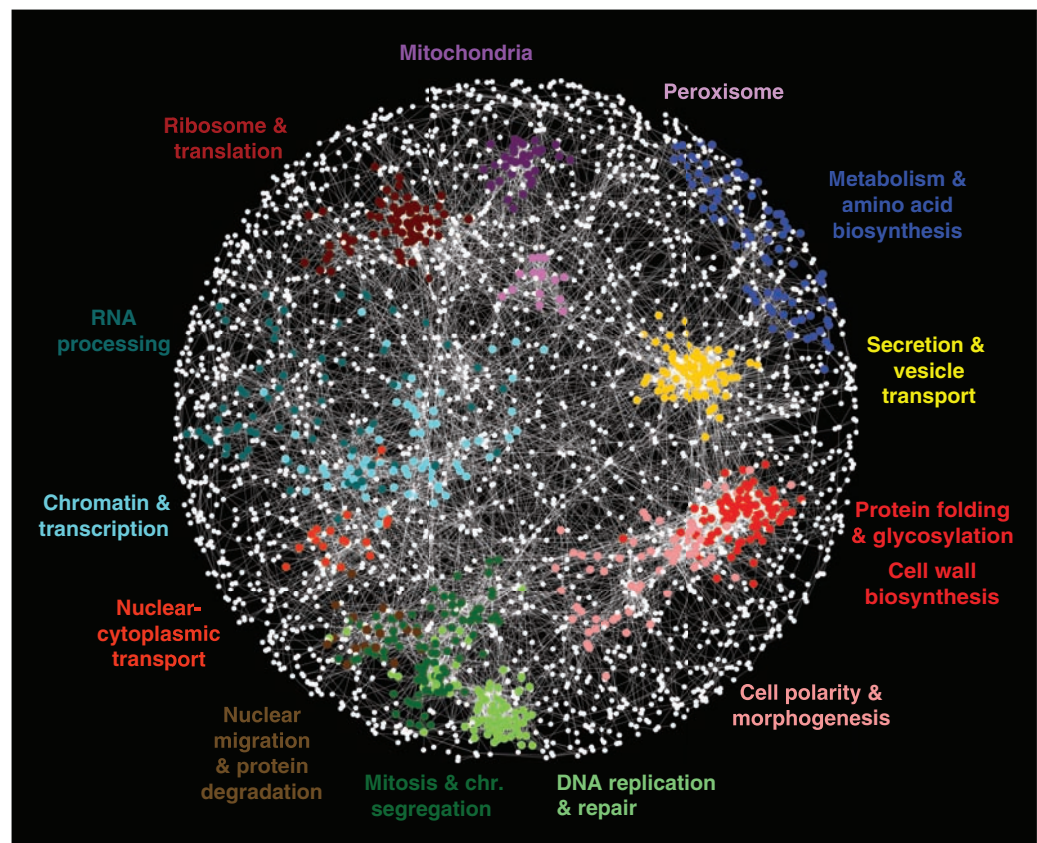 Mitochondria
Peroxisome
Ribosome &
translation
Metabolism &
amino acid
biosynthesis
RNA
processing
Secretion &
vesicle
transport
Chromatin &
transcription
Protein folding
& glycosylation
Cell wall
biosynthesis
Nuclear-
cytoplasmic
transport
Cell polarity &
morphogenesis
Nuclear
migration
& protein
degradation
Mitosis & chr.
segregation
DNA replication
& repair